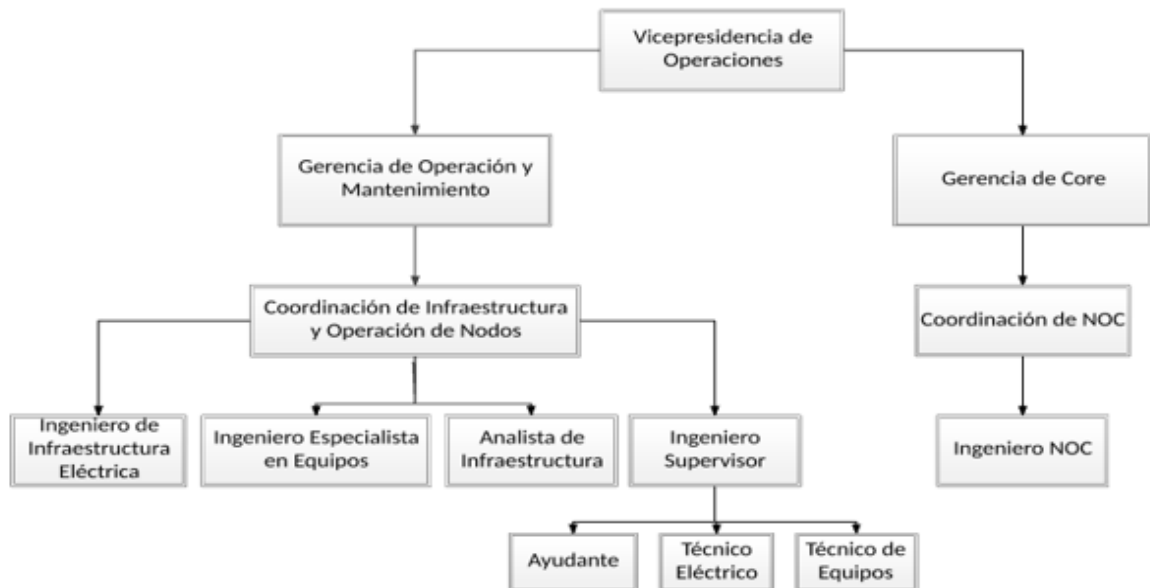 Vicepresidencia de
Operaciones
Gerencia de Operación y
Mantenimiento
Gerencia de Core
Coordinación de Infraestructura
y Operación de Nodos
Coordinación de NOC
Ingeniero de
Infraestructura
Eléctrica
Ingeniero Especialista
en Equipos
Analista de
Infraestructura
Ingeniero
Supervisor
Ingeniero NOC
Ayudante
Técnico
Eléctrico
Técnico de
Equipos